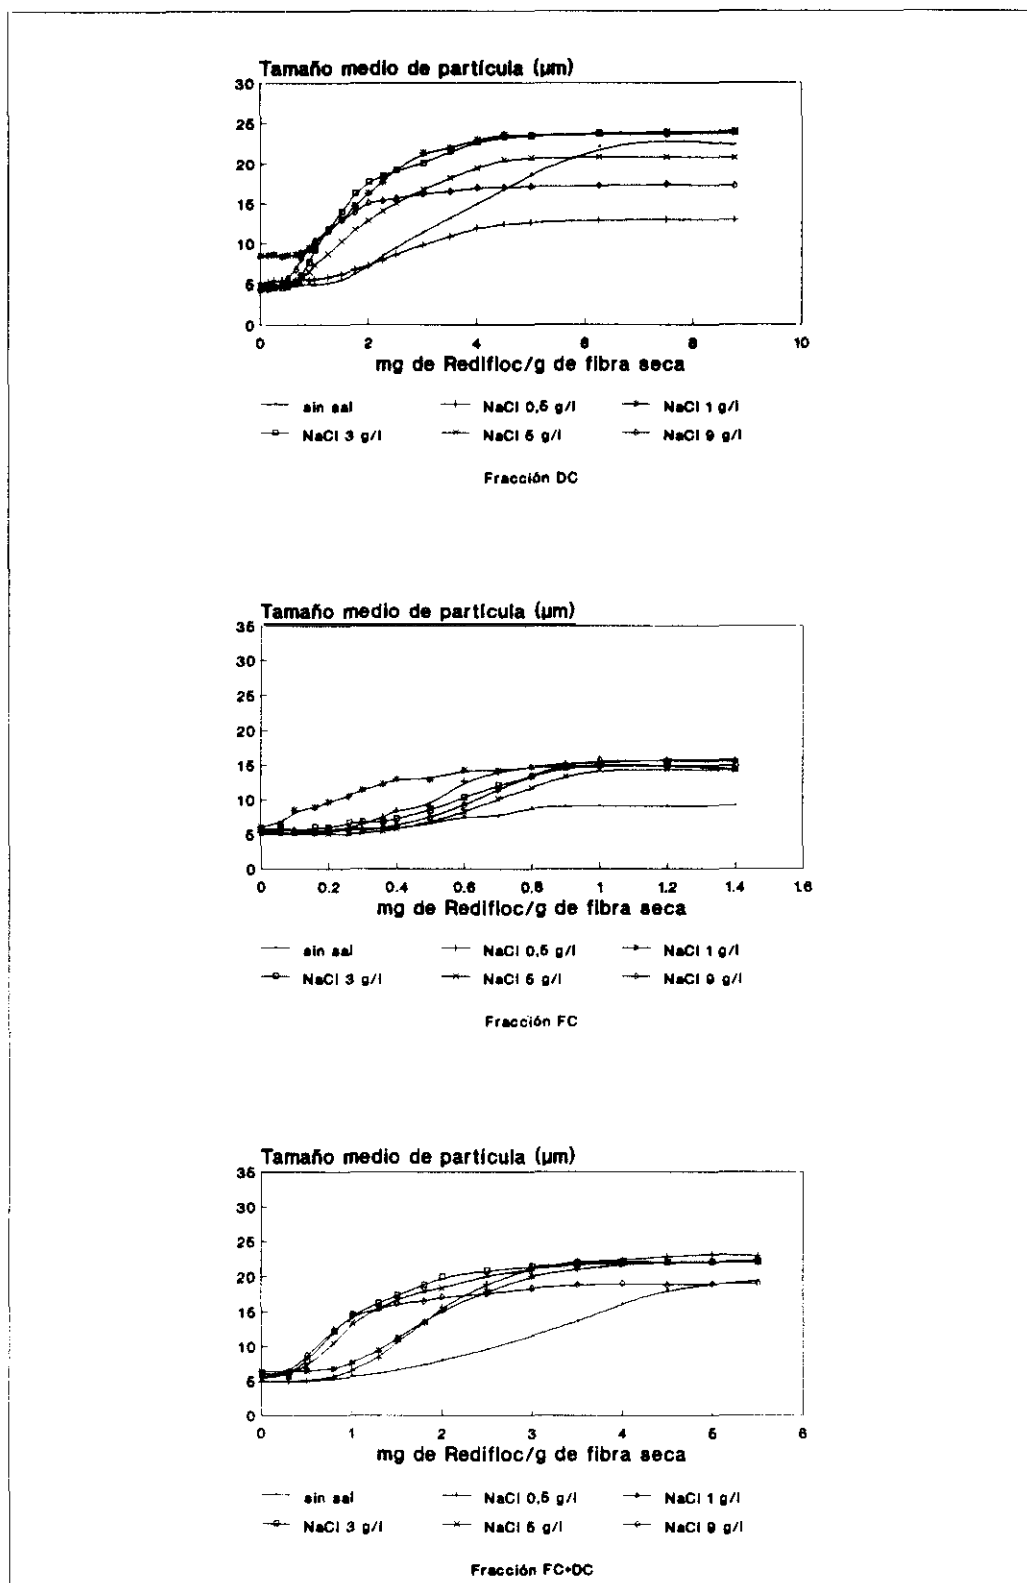 Tamaño medio de partícula (µm)
30
25
20
15
10
5
0
0 2 4 6 8 10
mg de Redifloc/g de fibra seca
sin sal NaCl 0,5 g/l NaCl 1 g/l
NaCl 3 g/l NaCl 5 g/l NaCl 9 g/l
Fracción DC
Tamaño medio de partícula (µm)
35
30
25
20
15
10
5
0
0 0.2 0.4 0.6 0.8 1 1.2 1.4 1.6
mg de Redifloc/g de fibra seca
sin sal NaCl 0,5 g/l NaCl 1 g/l
NaCl 3 g/l NaCl 5 g/l NaCl 9 g/l
Fracción FC
Tamaño medio de partícula (µm)
35
30
25
20
15
10
5
0
0 1 2 3 4 5 6
mg de Redifloc/g de fibra seca
sin sal NaCl 0,5 g/l NaCl 1 g/l
NaCl 3 g/l NaCl 5 g/l NaCl 9 g/l
Fracción FC+DC